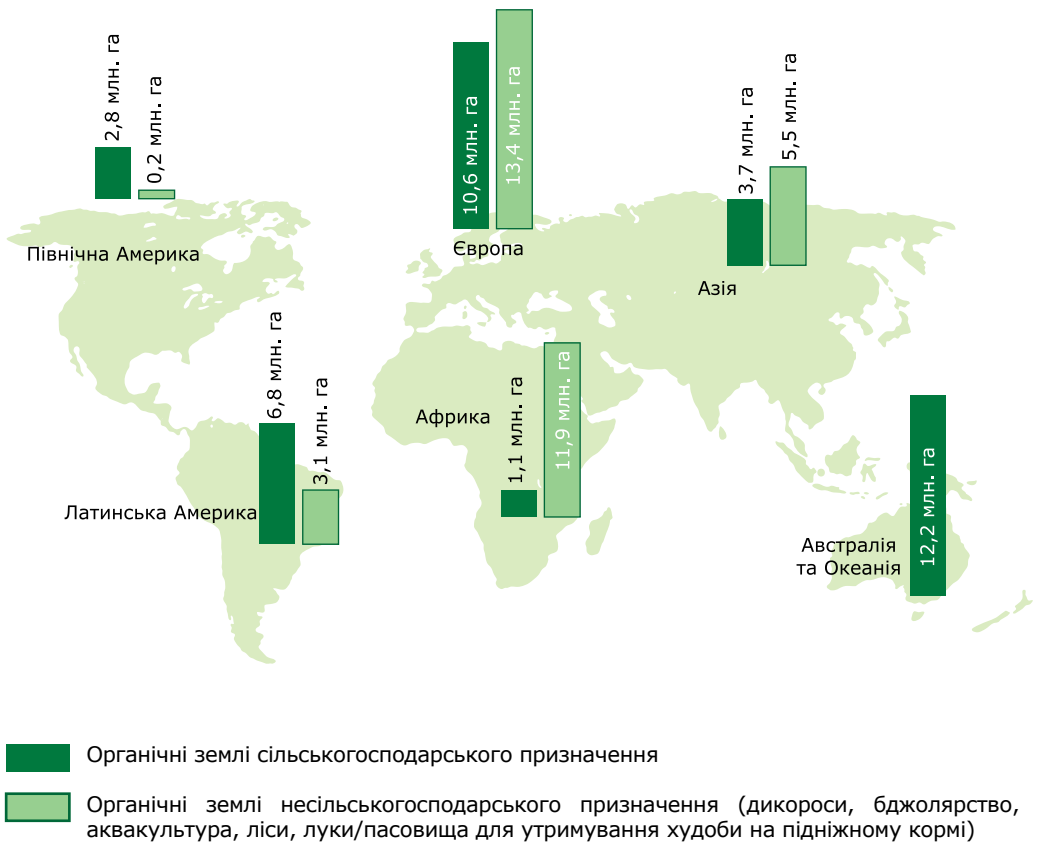 2,8 млн. га
0,2 млн. га
Північна Америка
10,6 млн. га
13,4 млн. га
Європа
3,7 млн. га
5,5 млн. га
Азія
6,8 млн. га
3,1 млн. га
Латинська Америка
Африка
1,1 млн. га
11,9 млн. га
Австралія
та Океанія
12,2 млн. га
Органічні землі сільськогосподарського призначення
Органічні землі несільськогосподарського призначення (дикороси, бджолярство,
аквакультура, ліси, луки/пасовища для утримування худоби на підніжному кормі)